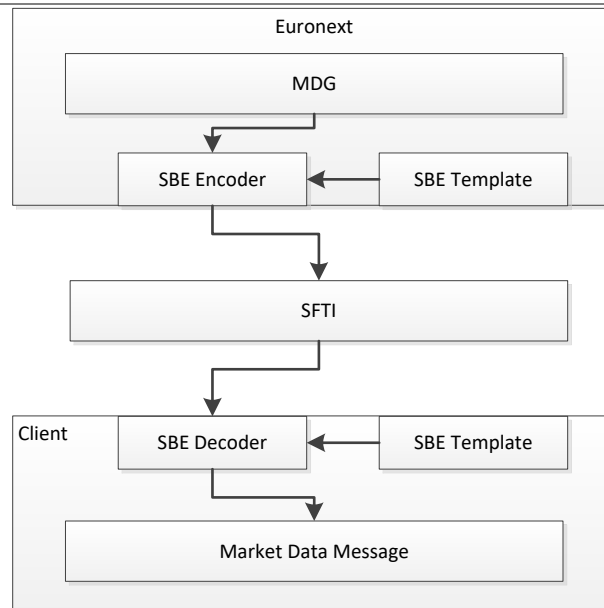 Euronext
MDG
SBE Encoder
SBE Template
SFTI
Client
SBE Decoder
SBE Template
Market Data Message